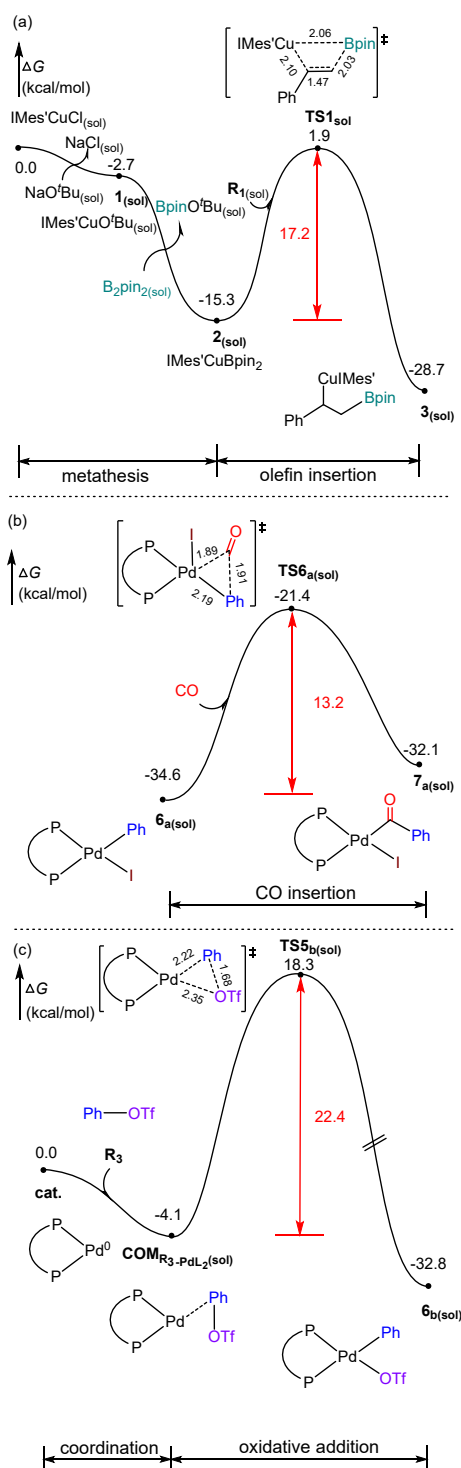 (a)
ΔG
(kcal/mol)
IMes'Cu
2.06
Bpin
2.10
2.03
1.47
Ph
‡
TS1sol
1.9
IMes'CuCl(sol)
0.0
NaCl(sol)
-2.7
NaOtBu(sol)
1(sol)
IMes'CuOtBu(sol)
BpinOtBu(sol)
R1(sol)
17.2
B2pin2(sol)
-15.3
2(sol)
IMes'CuBpin2
CuIMes'
Ph
Bpin
-28.7
3(sol)
metathesis
olefin insertion
(b)
ΔG
(kcal/mol)
P
P
Pd
I
1.89
O
1.91
2.19
Ph
‡
TS6a(sol)
-21.4
CO
13.2
-34.6
6a(sol)
-32.1
7a(sol)
P
P
Pd
Ph
I
P
P
Pd
O
Ph
I
CO insertion
(c)
ΔG
(kcal/mol)
P
P
Pd
2.22
Ph
1.68
2.35
OTf
‡
TS5b(sol)
18.3
Ph
OTf
22.4
0.0
R3
cat.
-4.1
COMR3-PdL2(sol)
P
P
Pd0
-32.8
6b(sol)
P
P
Pd
Ph
OTf
P
P
Pd
Ph
OTf
coordination
oxidative addition